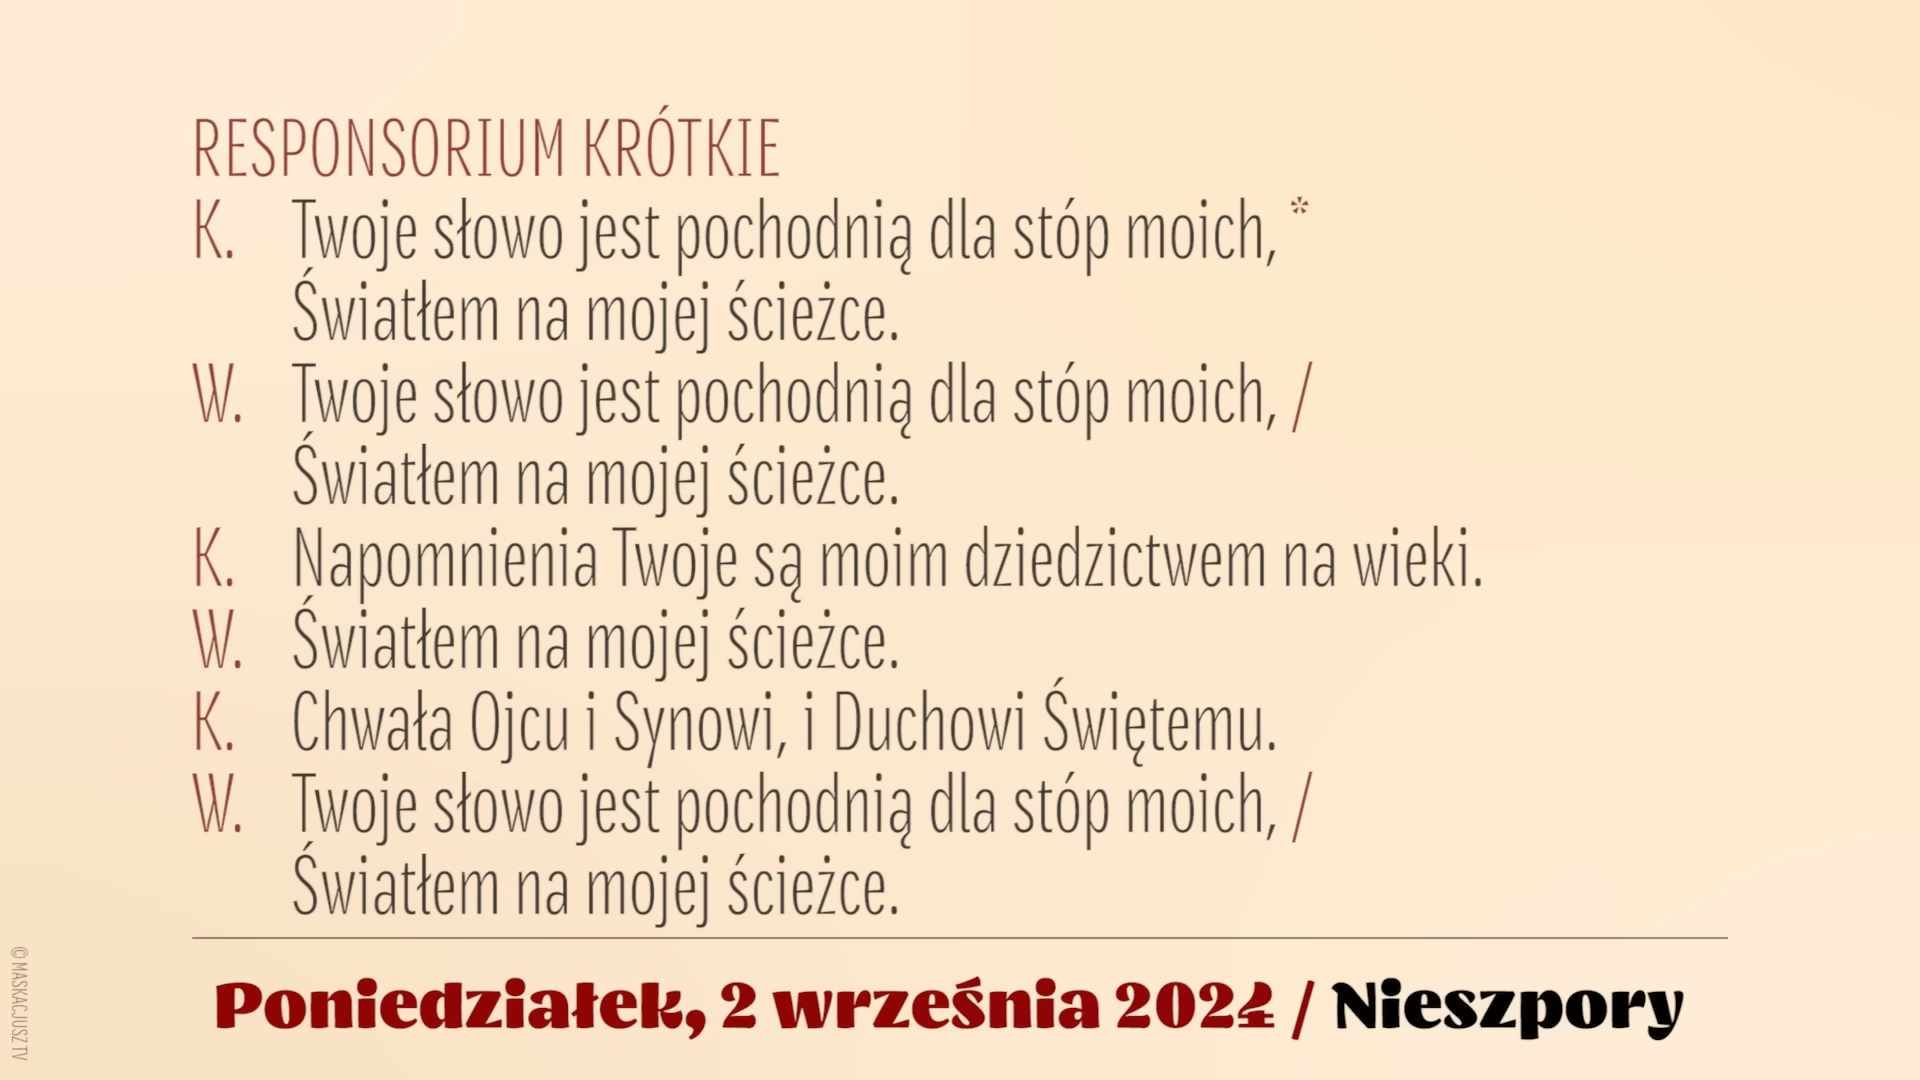 RESPONSORIUM KRÓTKIE
K. Twoje słowo jest pochodnią dla stóp moich, *
Światłem na mojej ścieżce.
W. Twoje słowo jest pochodnią dla stóp moich, /
Światłem na mojej ścieżce.
K. Napomnienia Twoje są moim dziedzictwem na wieki.
W. Światłem na mojej ścieżce.
K. Chwała Ojcu i Synowi, i Duchowi Świętemu.
W. Twoje słowo jest pochodnią dla stóp moich, /
Światłem na mojej ścieżce.
Poniedziałek, 2 września 2024 / Nieszpory
© MASKACJUSZ TV